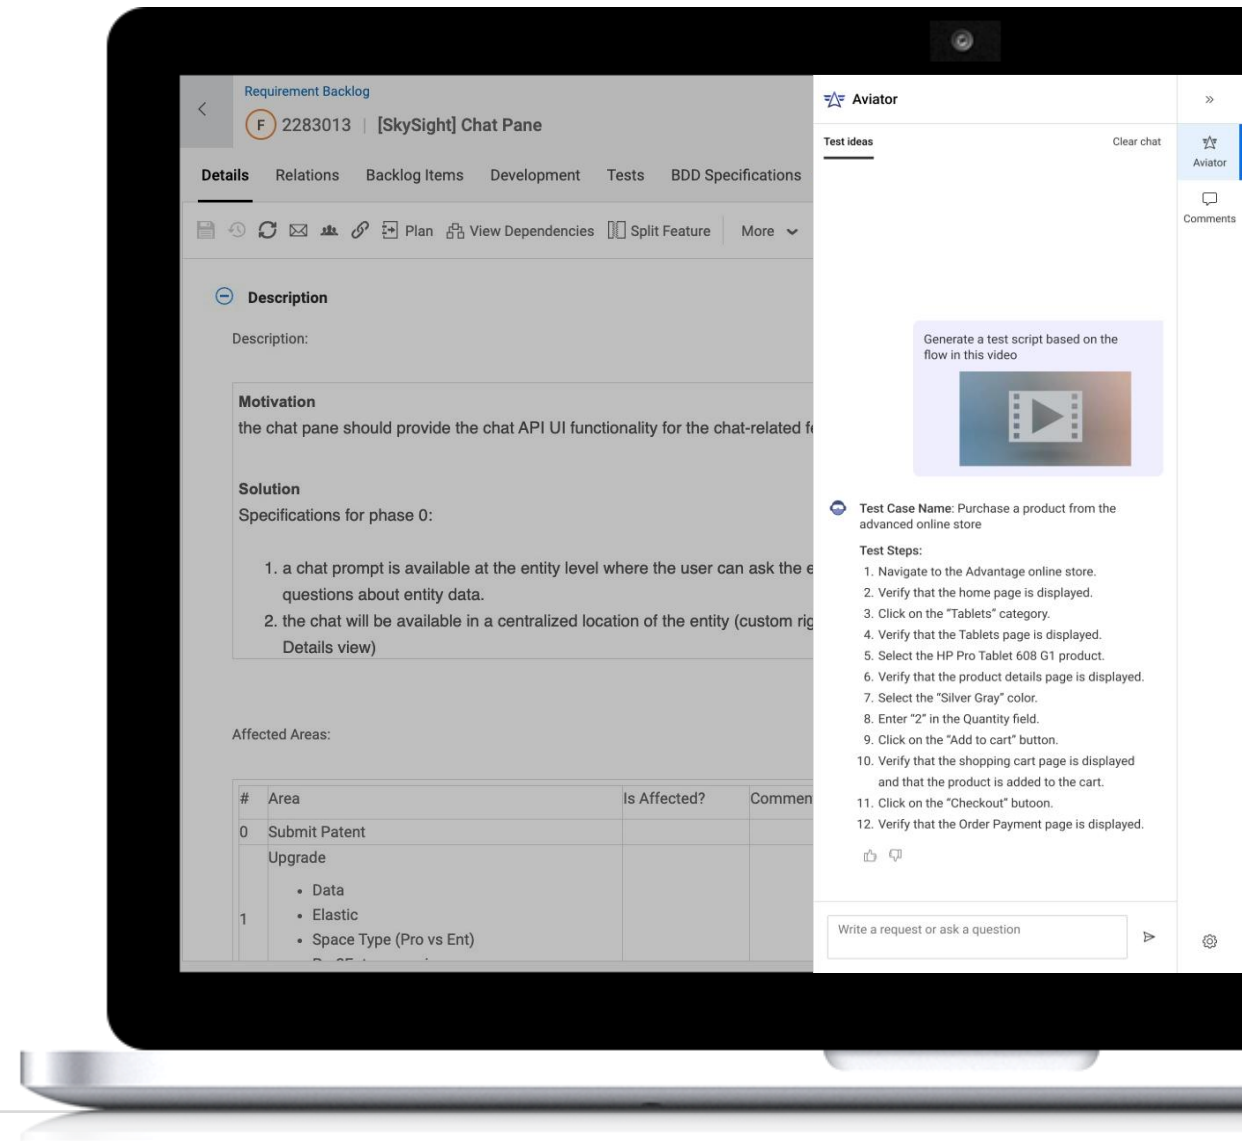 Requirement Backlog
F 2283013 | [SkySight] Chat Pane
Details Relations Backlog Items Development Tests BDD Specifications
Plan View Dependencies Split Feature More
Description
Description:
Motivation
the chat pane should provide the chat API UI functionality for the chat-related
Solution
Specifications for phase 0:
1. a chat prompt is available at the entity level where the user can ask the
questions about entity data.
2. the chat will be available in a centralized location of the entity (custom
Details view)
Affected Areas:
# Area Is Affected? Commen
0 Submit Patent
Upgrade
• Data
1
• Elastic
• Space Type (Pro vs Ent)
Aviator
Test ideas Clear chat
Generate a test script based on the
flow in this video
Test Case Name: Purchase a product from the
advanced online store
Test Steps:
1. Navigate to the Advantage online store.
2. Verify that the home page is displayed.
3. Click on the “Tablets” category.
4. Verify that the Tablets page is displayed.
5. Select the HP Pro Tablet 608 G1 product.
6. Verify that the product details page is displayed.
7. Select the “Silver Gray” color.
8. Enter “2” in the Quantity field.
9. Click on the “Add to cart” button.
10. Verify that the shopping cart page is displayed
and that the product is added to the cart.
11. Click on the “Checkout” butoon.
12. Verify that the Order Payment page is displayed.
Write a request or ask a question
Aviator
Comments